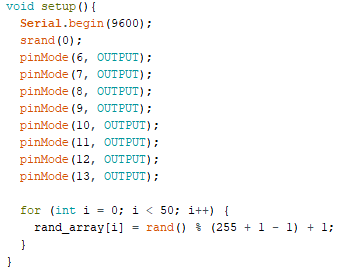 void setup(){
  Serial.begin(9600);
  srand(0);
  pinMode(6, OUTPUT);
  pinMode(7, OUTPUT);
  pinMode(8, OUTPUT);
  pinMode(9, OUTPUT);
  pinMode(10, OUTPUT);
  pinMode(11, OUTPUT);
  pinMode(12, OUTPUT);
  pinMode(13, OUTPUT);

  for (int i = 0; i < 50; i++) {
    rand_array[i] = rand() % (255 + 1 - 1) + 1;
  }
}